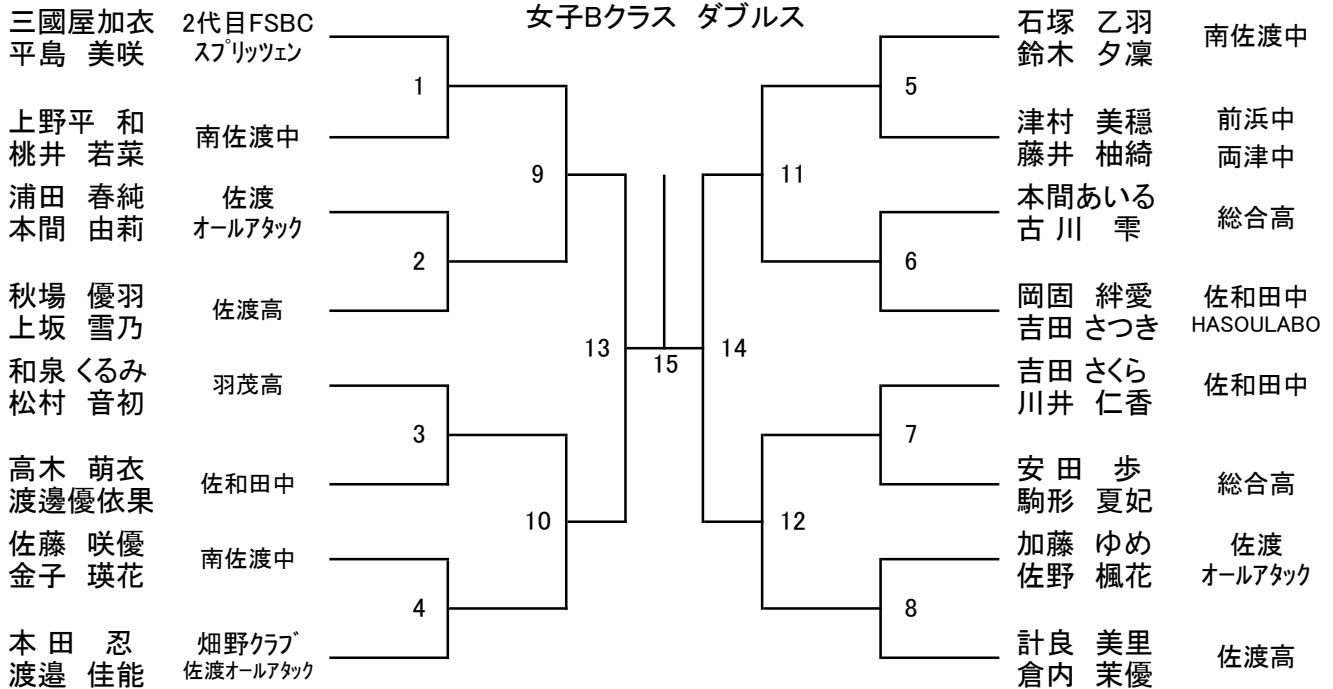 女子Bクラス ダブルス
三國屋加衣 2代目FSBC
平島 美咲 スプリッツェン
1
上野平 和
桃井 若菜
南佐渡中
9
浦田 春純 佐渡
本間 由莉 オールアタック
2
秋場 優羽
上坂 雪乃
佐渡高
13
和泉 くるみ
松村 音初
羽茂高
3
高木 萌衣
渡邊優依果
佐和田中
10
佐藤 咲優
金子 瑛花
南佐渡中
4
本田 忍 畑野クラブ
渡邉 佳能 佐渡オールアタック
15
石塚 乙羽
鈴木 夕凜
南佐渡中
5
津村 美穏 前浜中
藤井 柚綺 両津中
11
本間あいる
古川 雫
総合高
6
岡固 絆愛 佐和田中
吉田 さつき HASOULABO
14
吉田 さくら
川井 仁香
佐和田中
7
安田 歩
駒形 夏妃
総合高
12
加藤 ゆめ 佐渡
佐野 楓花 オールアタック
8
計良 美里
倉内 茉優
佐渡高